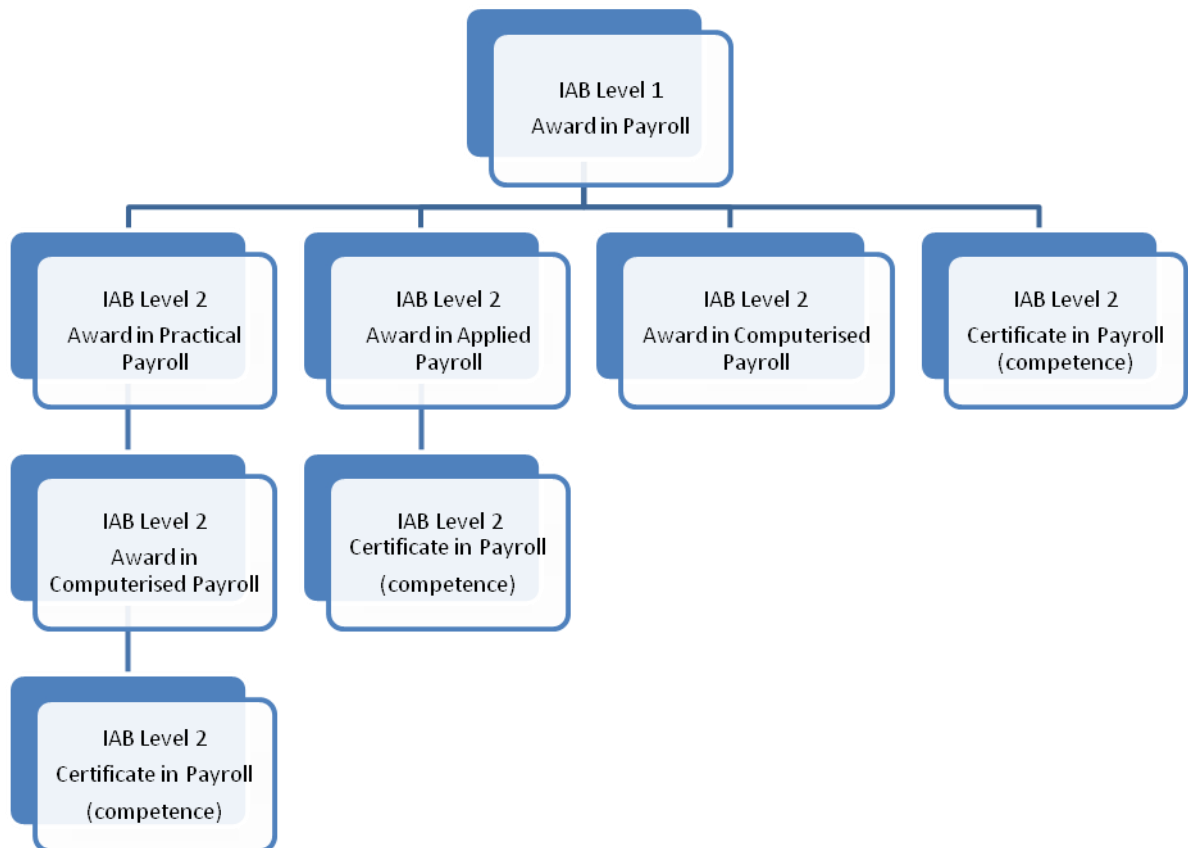 IAB Level 1
Award in Payroll
IAB Level 2
Award in Practical
Payroll
IAB Level 2
Award in Applied
Payroll
IAB Level 2
Award in Computerised
Payroll
IAB Level 2
Certificate in Payroll
(competence)
IAB Level 2
Award in
Computerised Payroll
IAB Level 2
Certificate in Payroll
(competence)
IAB Level 2
Certificate in Payroll
(competence)